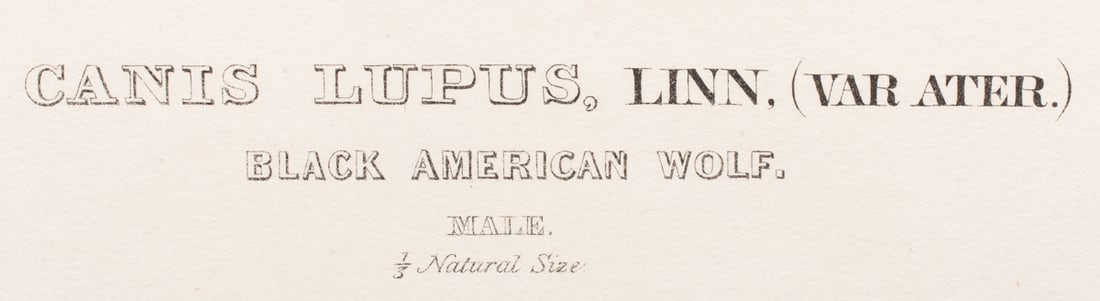 CANIS LUPUS, LINN, (VAR ATER.)
BLACK AMERICAN WOLF.
MALE.
⅓ Natural Size